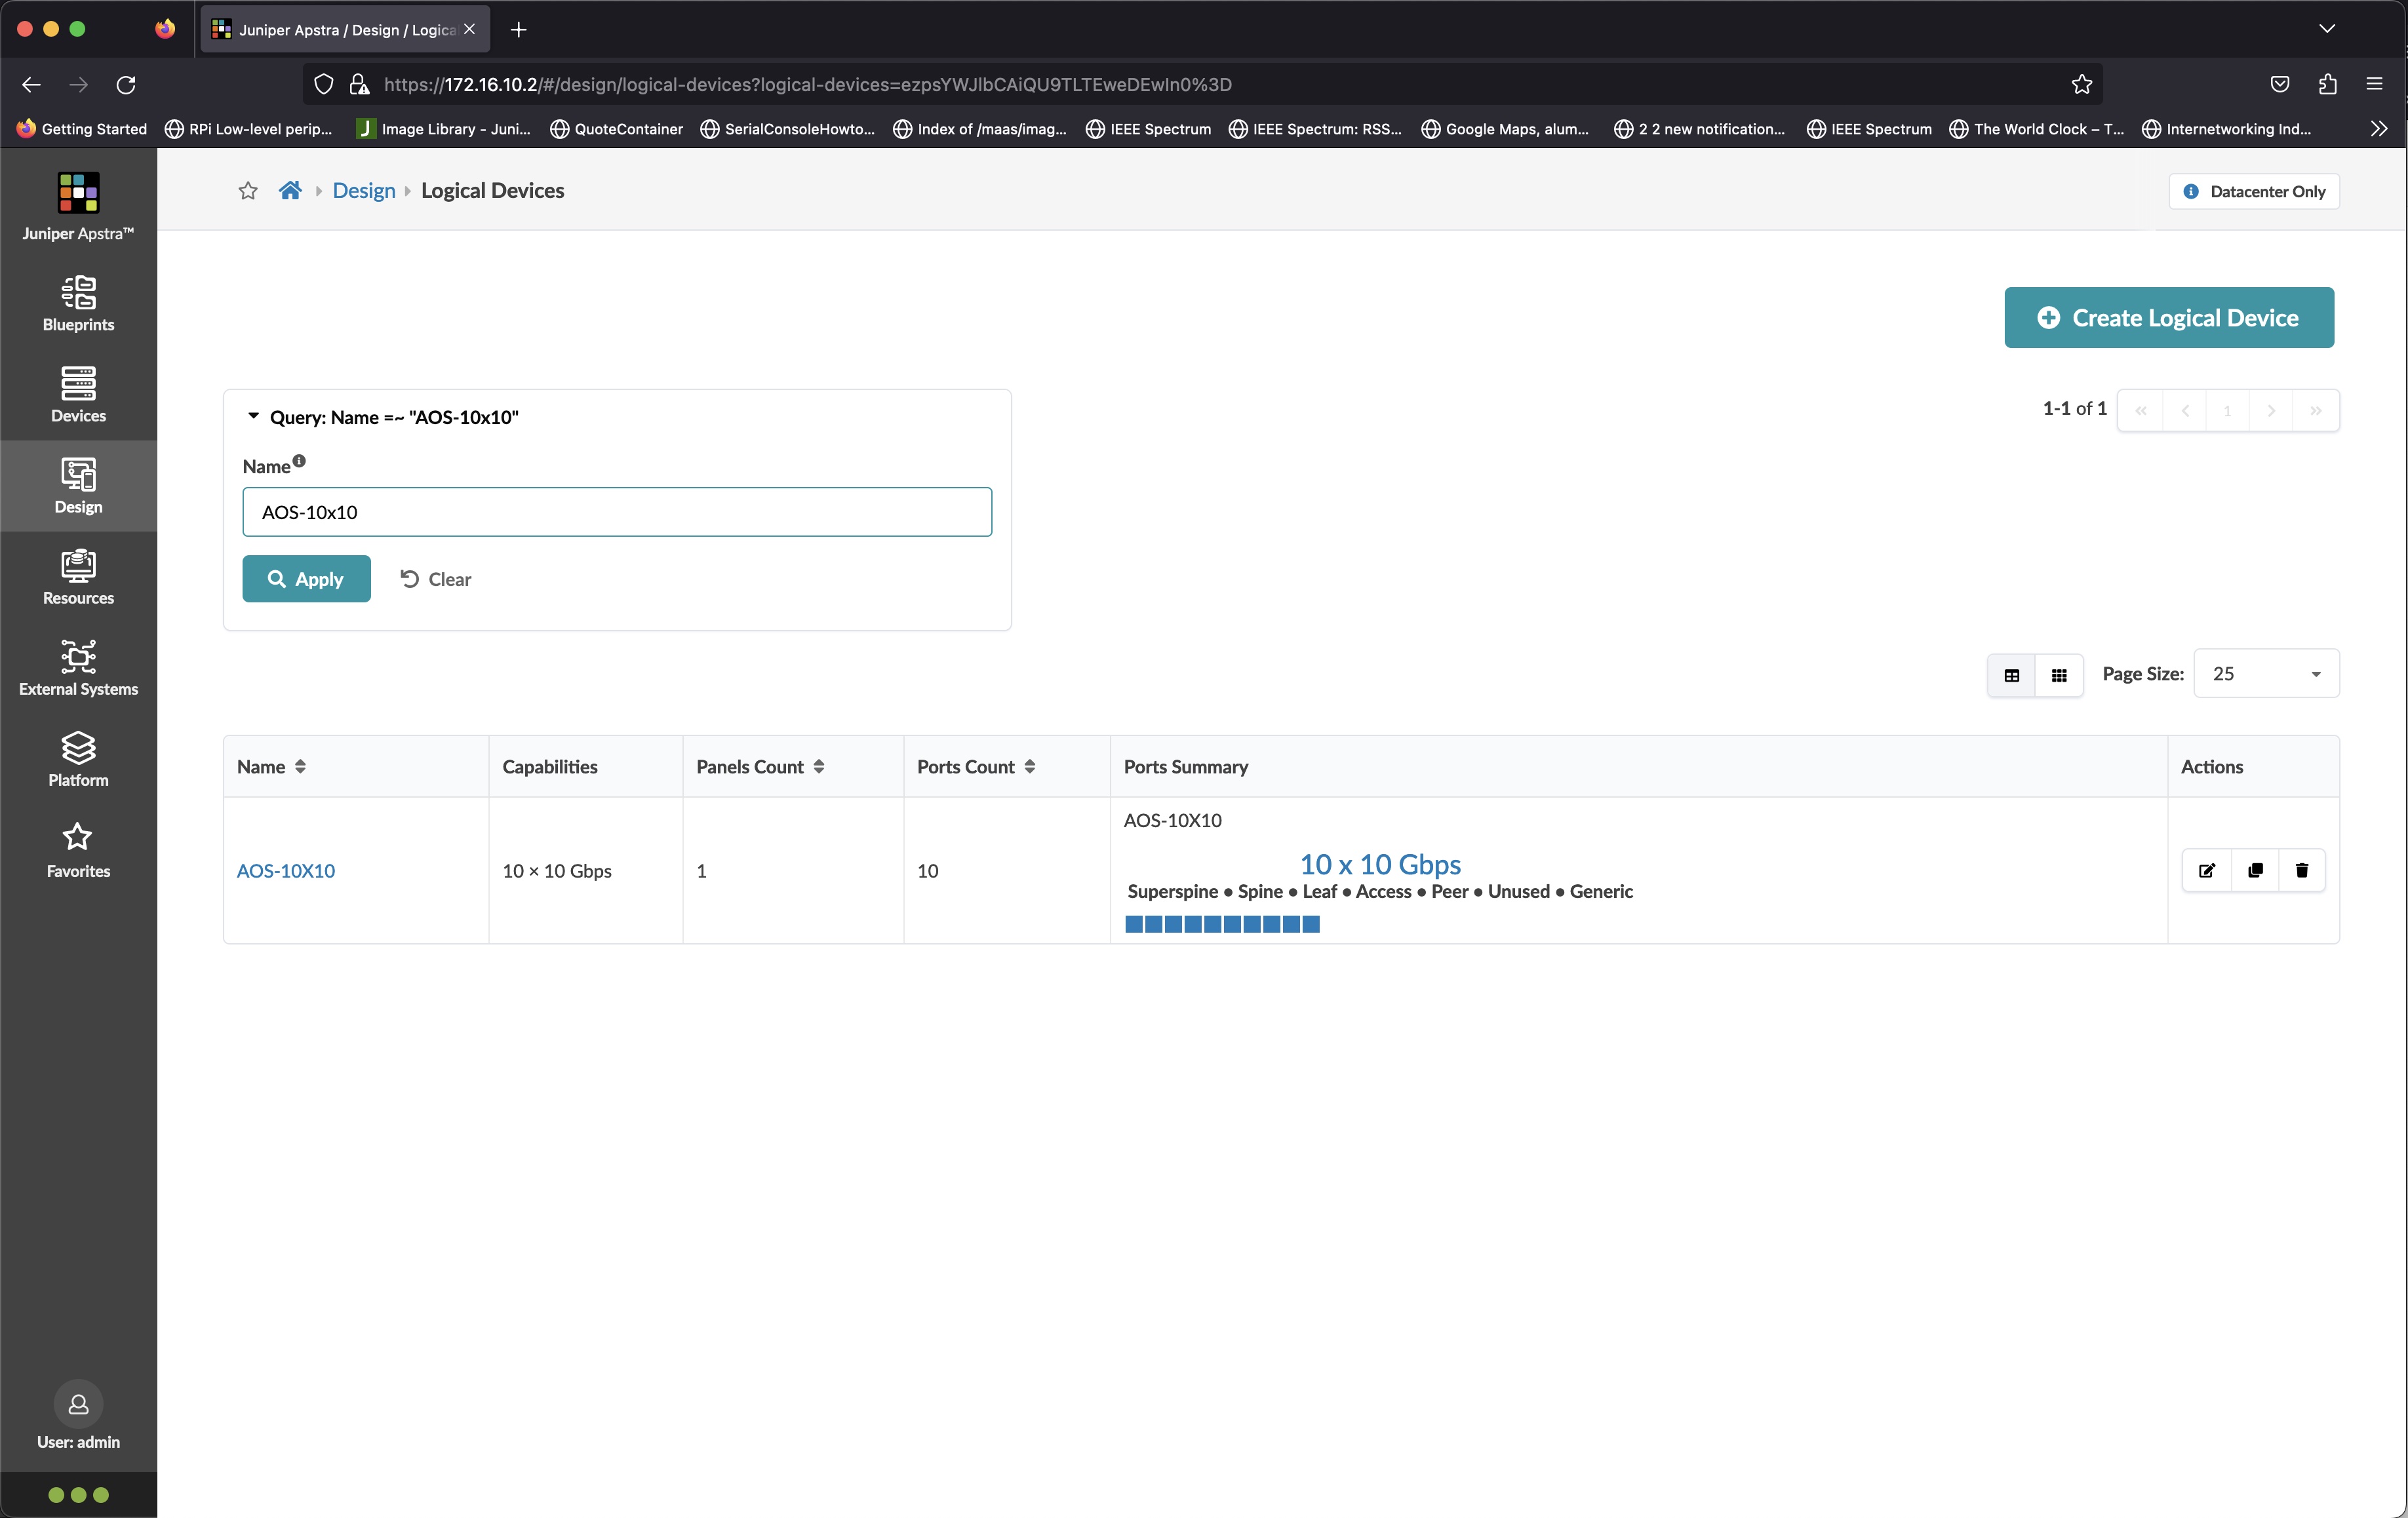 Juniper Apstra / Design / Logica
https://172.16.10.2/#/design/logical-devices?logical-devices=ezpsYWJlbCAiQU9TLTEweDEwIn0%3D
Getting Started
RPi Low-level perip...
Image Library - Juni...
QuoteContainer
SerialConsoleHowto...
Index of /maas/imag...
IEEE Spectrum
IEEE Spectrum: RSS...
Google Maps, alum...
2 2 new notification...
IEEE Spectrum
The World Clock – T...
Internetworking Ind...
Juniper Apstra™
Blueprints
Devices
Design
Resources
External Systems
Platform
Favorites
User: admin
Design
Logical Devices
Datacenter Only
Create Logical Device
Query: Name =~ "AOS-10x10"
1-1 of 1
1
Name
AOS-10x10
Apply
Clear
Page Size:
25
Name
Capabilities
Panels Count
Ports Count
Ports Summary
Actions
AOS-10X10
10 × 10 Gbps
1
10
AOS-10X10
10 x 10 Gbps
Superspine • Spine • Leaf • Access • Peer • Unused • Generic